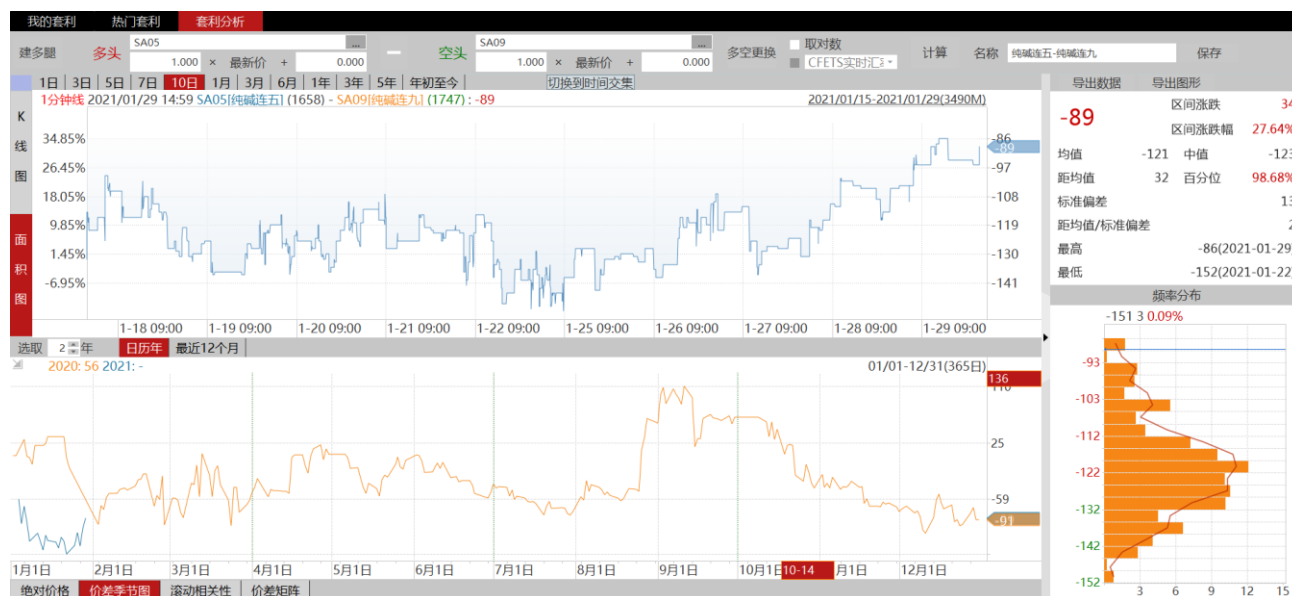 我的套利 热门套利 套利分析
建多腿 多头 SA05 ... — 空头 SA09 ... 多空更换 取对数 计算 名称 纯碱连五-纯碱连九 保存
1.000 × 最新价 + 0.000 1.000 × 最新价 + 0.000 CFETS实时汇
1日 3日 5日 7日 10日 1月 3月 6月 1年 3年 5年 年初至今 切换到时间交集 导出数据 导出图形
1分钟线 2021/01/29 14:59 SA05[纯碱连五] (1658) - SA09[纯碱连九] (1747) : -89 2021/01/15-2021/01/29(3490M)
K线图
面积图
34.85%
26.45%
18.05%
9.85%
1.45%
-6.95%
-86
-89
-97
-108
-119
-130
-141
1-18 09:00 1-19 09:00 1-20 09:00 1-21 09:00 1-22 09:00 1-25 09:00 1-26 09:00 1-27 09:00 1-28 09:00 1-29 09:00
-89 区间涨跌 34
区间涨跌幅 27.64%
均值 -121 中值 -123
距均值 32 百分位 98.68%
标准偏差 13
距均值/标准偏差 2
最高 -86(2021-01-29)
最低 -152(2021-01-22)
频率分布
-151 3 0.09%
-93
-103
-112
-122
-132
-142
-152
3 6 9 12 15
选取 2 年 日历年 最近12个月
2020: 56 2021: - 01/01-12/31(365日)
136
110
25
-59
-91
1月1日 2月1日 3月1日 4月1日 5月1日 6月1日 7月1日 8月1日 9月1日 10月1日 10-14 月1日 12月1日
绝对价格 价差季节图 滚动相关性 价差矩阵